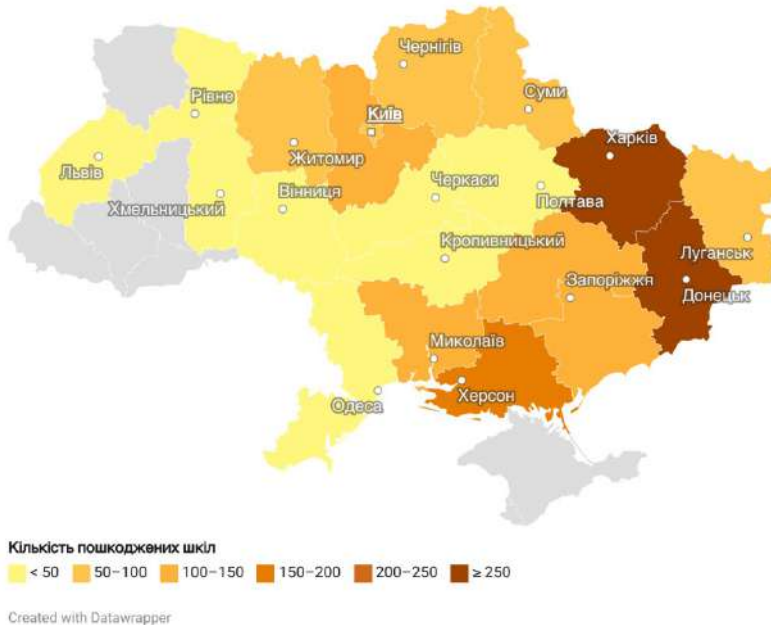 Чернігів
Рівне
Суми
Київ
Харків
Житомир
Львів
Черкаси
Вінниця
Полтава
Хмельницький
Кропивницький
Луганськ
Запоріжжя
Донецьк
Миколаїв
Херсон
Одеса
Кількість пошкоджених шкіл
< 50 50–100 100–150 150–200 200–250 ≥ 250
Created with Datawrapper